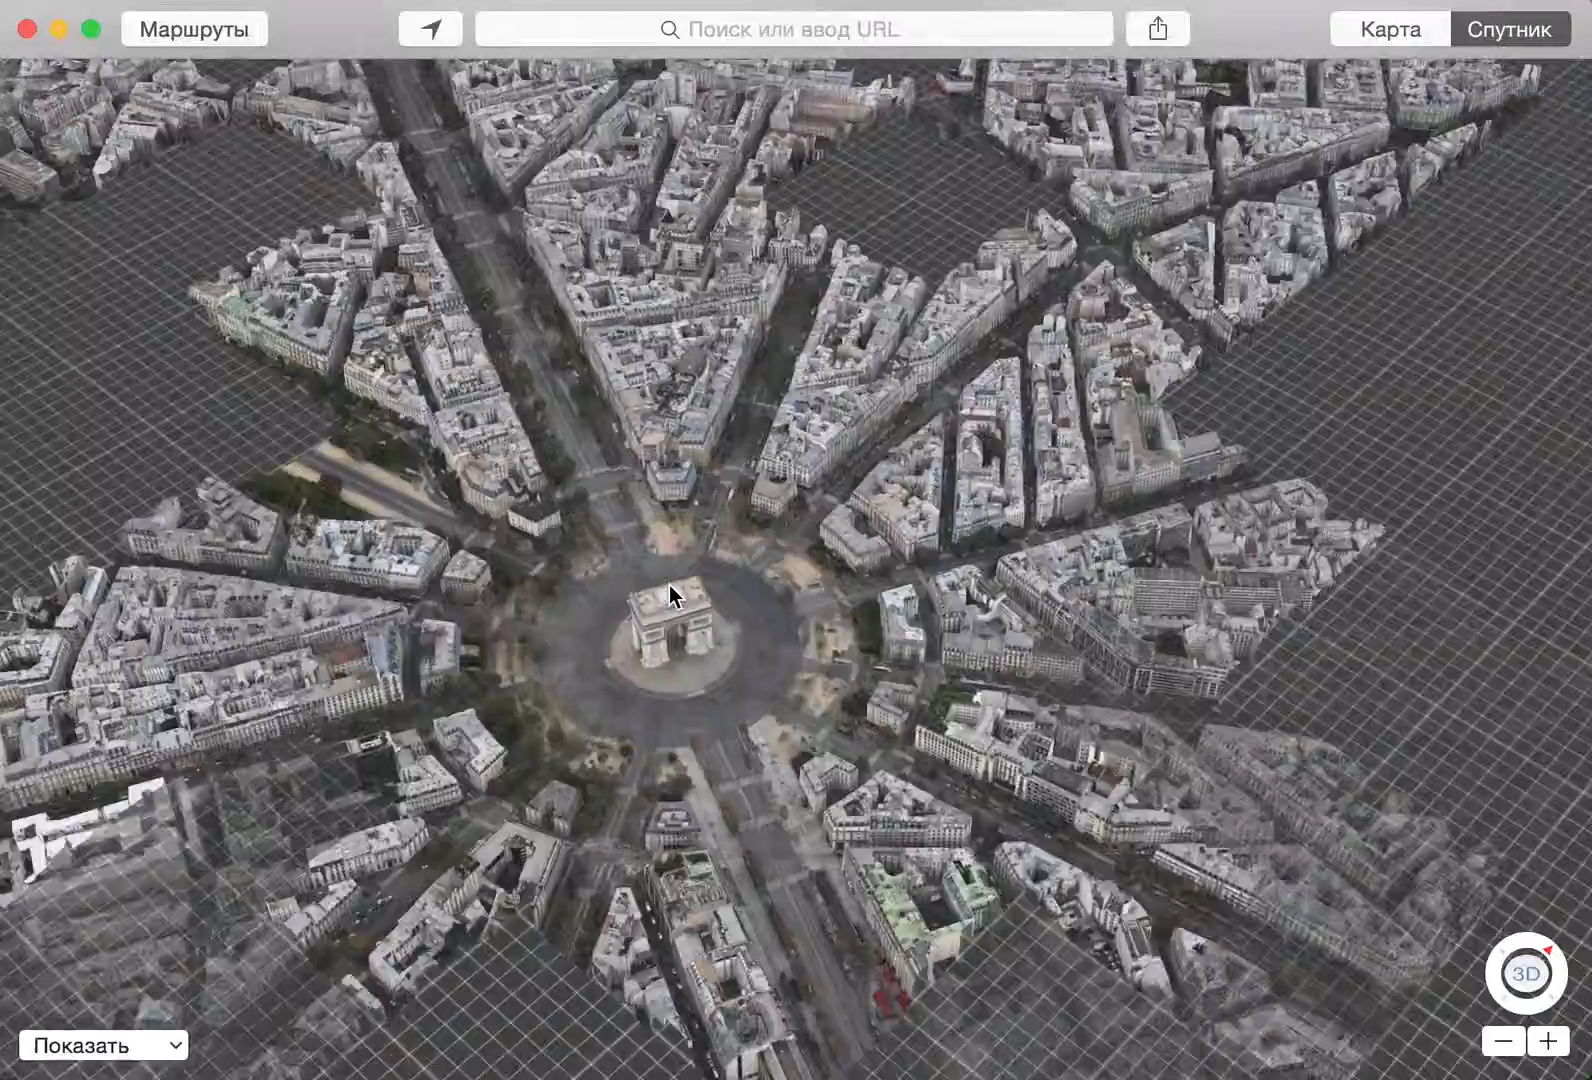 Маршруты
Поиск или ввод URL
Карта
Спутник
3D
Показать